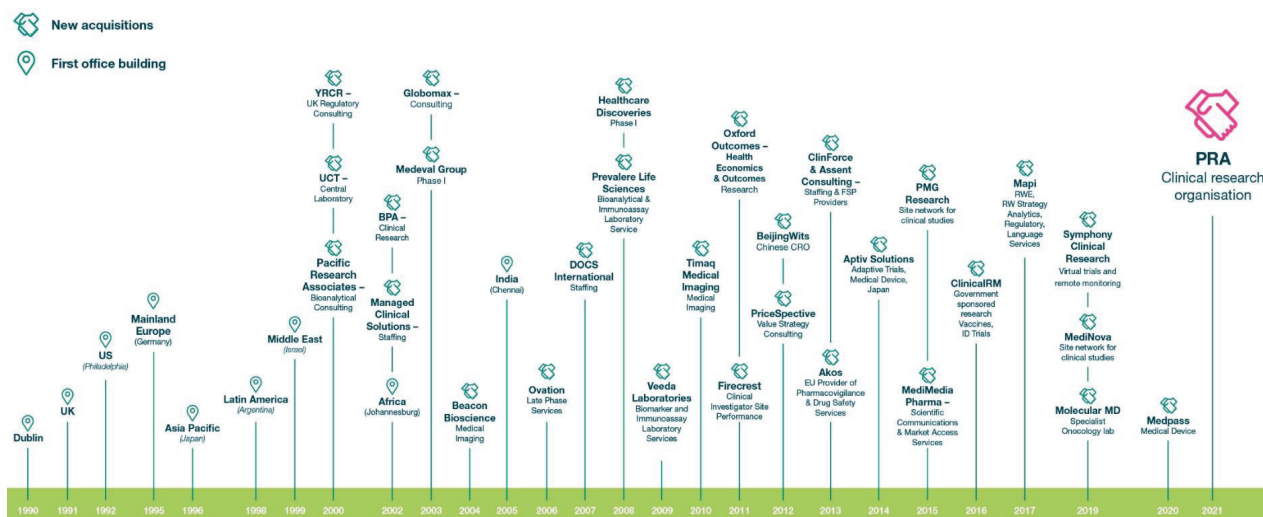 New acquisitions
First office building
Dublin
UK
US
(Philadelphia)
Mainland
Europe
(Germany)
Asia Pacific
(Japan)
Latin America
(Argentina)
Middle East
(Israel)
YRCR –
UK Regulatory
Consulting
UCT –
Central
Laboratory
Pacific
Research
Associates –
Bioanalytical
Consulting
BPA –
Clinical
Research
Managed
Clinical
Solutions –
Staffing
Africa
(Johannesburg)
Globomax –
Consulting
Medeval Group
Phase I
Beacon
Bioscience
Medical
Imaging
India
(Chennai)
Ovation
Late Phase
Services
DOCS
International
Staffing
Healthcare
Discoveries
Phase I
Prevalere Life
Sciences
Bioanalytical &
Immunoassay
Laboratory
Service
Veeda
Laboratories
Biomarker and
Immunoassay
Laboratory
Services
Timaq
Medical
Imaging
Medical
Imaging
Oxford
Outcomes –
Health
Economics
& Outcomes
Research
Firecrest
Clinical
Investigator Site
Performance
BeijingWits
Chinese CRO
PriceSpective
Value Strategy
Consulting
ClinForce
& Assent
Consulting –
Staffing & FSP
Providers
Akos
EU Provider of
Pharmacovigilance
& Drug Safety
Services
Aptiv Solutions
Adaptive Trials,
Medical Device,
Japan
PMG
Research
Site network for
clinical studies
MediMedia
Pharma –
Scientific
Communications
& Market Access
Services
ClinicalRM
Government
sponsored
research
Vaccines,
ID Trials
Mapi
RWE,
RW Strategy
Analytics,
Regulatory,
Language
Services
Symphony
Clinical
Research
Virtual trials and
remote monitoring
MediNova
Site network for
clinical studies
Molecular MD
Specialist
Onocology lab
Medpass
Medical Device
PRA
Clinical research
organisation
1990 1991 1992 1995 1996 1998 1999 2000 2002 2003 2004 2005 2006 2007 2008 2009 2010 2011 2012 2013 2014 2015 2016 2017 2019 2020 2021